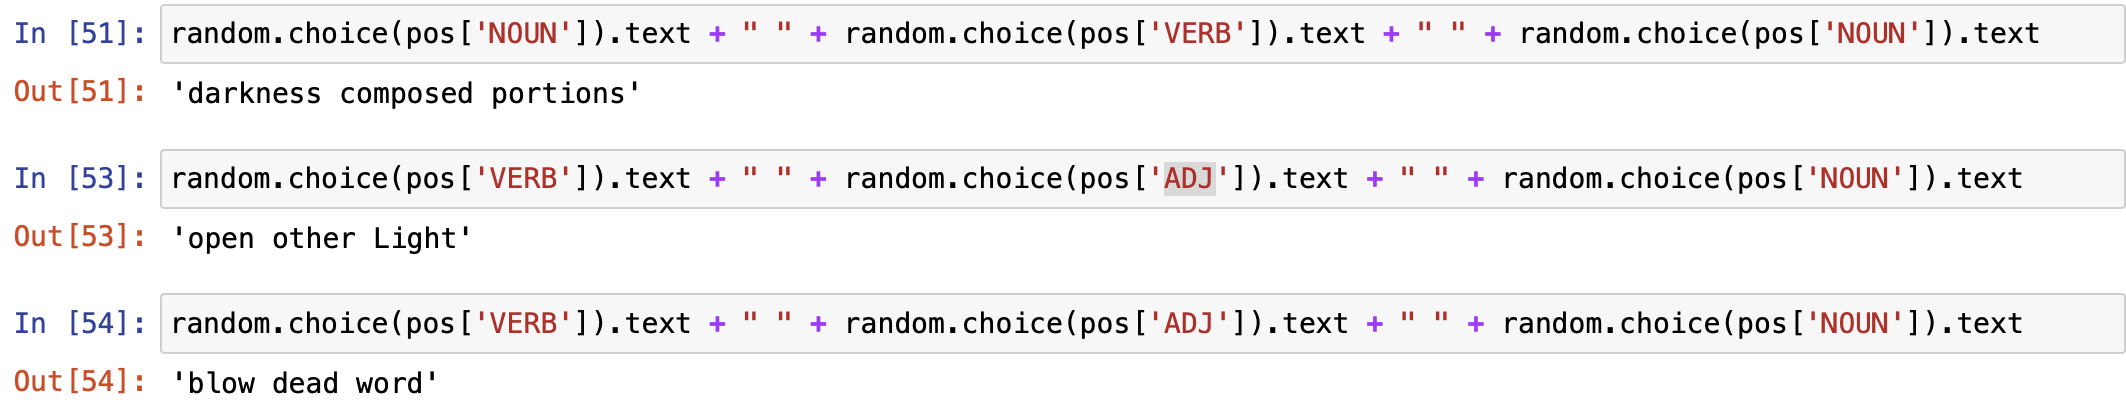 In [51]: random.choice(pos['NOUN']).text + " " + random.choice(pos['VERB']).text + " " + random.choice(pos['NOUN']).text
Out[51]: 'darkness composed portions'
In [53]: random.choice(pos['VERB']).text + " " + random.choice(pos['ADJ']).text + " " + random.choice(pos['NOUN']).text
Out[53]: 'open other Light'
In [54]: random.choice(pos['VERB']).text + " " + random.choice(pos['ADJ']).text + " " + random.choice(pos['NOUN']).text
Out[54]: 'blow dead word'